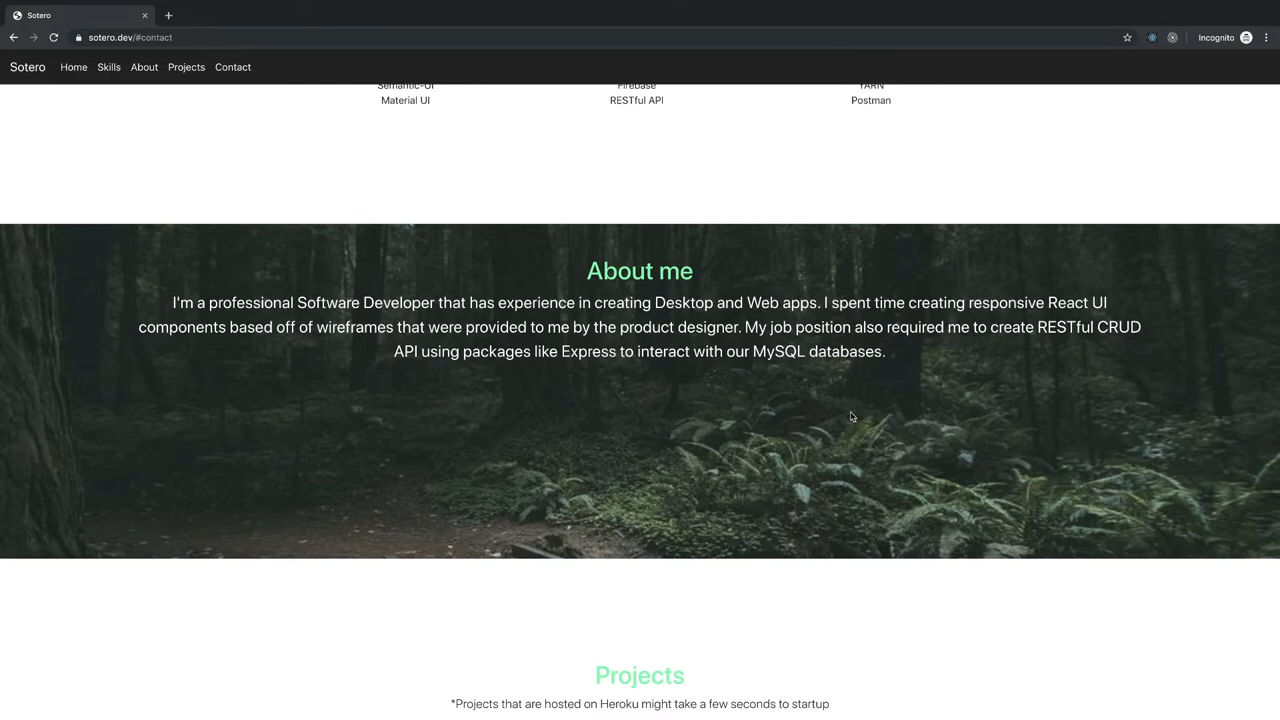 Sotero
sotero.dev/#contact
Incognito
Sotero Home Skills About Projects Contact
Semantic-UI Firebase YARN
Material UI RESTful API Postman
About me
I'm a professional Software Developer that has experience in creating Desktop and Web apps. I spent time creating responsive React UI
components based off of wireframes that were provided to me by the product designer. My job position also required me to create RESTful CRUD
API using packages like Express to interact with our MySQL databases.
Projects
*Projects that are hosted on Heroku might take a few seconds to startup